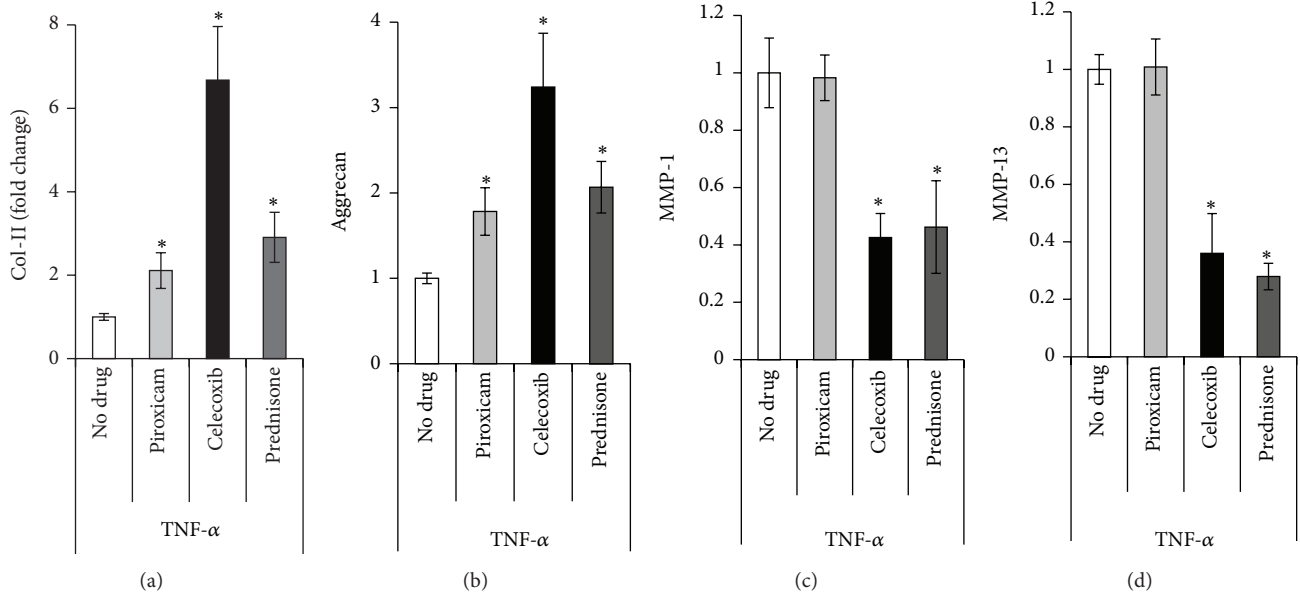 Col-II (fold change)
8
6
4
2
0
*
*
*
No drug
Piroxicam
Celecoxib
Prednisone
TNF-α
(a)
Aggrecan
4
3
2
1
0
*
*
*
No drug
Piroxicam
Celecoxib
Prednisone
TNF-α
(b)
MMP-1
1.2
1
0.8
0.6
0.4
0.2
0
*
*
No drug
Piroxicam
Celecoxib
Prednisone
TNF-α
(c)
MMP-13
1.2
1
0.8
0.6
0.4
0.2
0
*
*
No drug
Piroxicam
Celecoxib
Prednisone
TNF-α
(d)